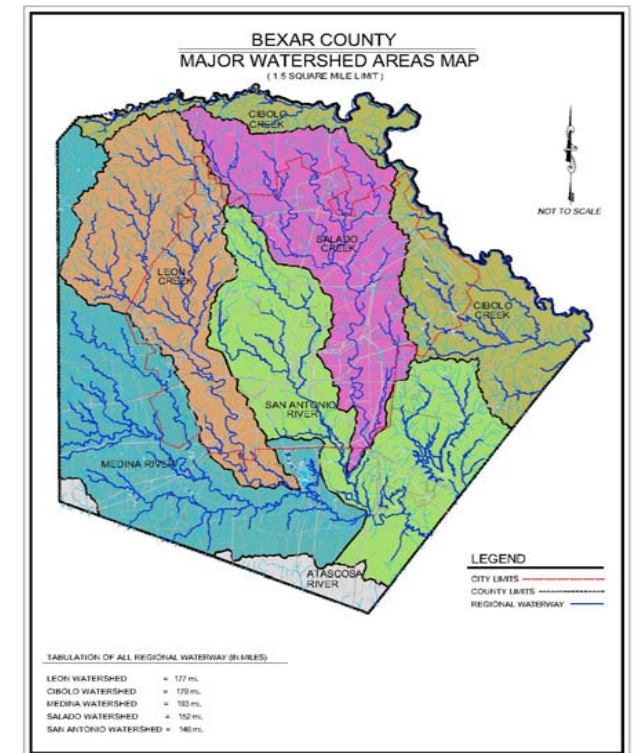 BEXAR COUNTY
MAJOR WATERSHED AREAS MAP
( 1.5 SQUARE MILE LIMIT )
CIBOLO
CREEK
NOT TO SCALE
SALADO
CREEK
LEON
CREEK
CIBOLO
CREEK
SAN ANTONIO
RIVER
MEDINA RIVER
ATASCOSA
RIVER
LEGEND
CITY LIMITS
COUNTY LIMITS
REGIONAL WATERWAY
TABULATION OF ALL REGIONAL WATERWAY (IN MILES)
LEON WATERSHED = 177 mi.
CIBOLO WATERSHED = 179 mi.
MEDINA WATERSHED = 193 mi.
SALADO WATERSHED = 152 mi.
SAN ANTONIO WATERSHED = 146 mi.